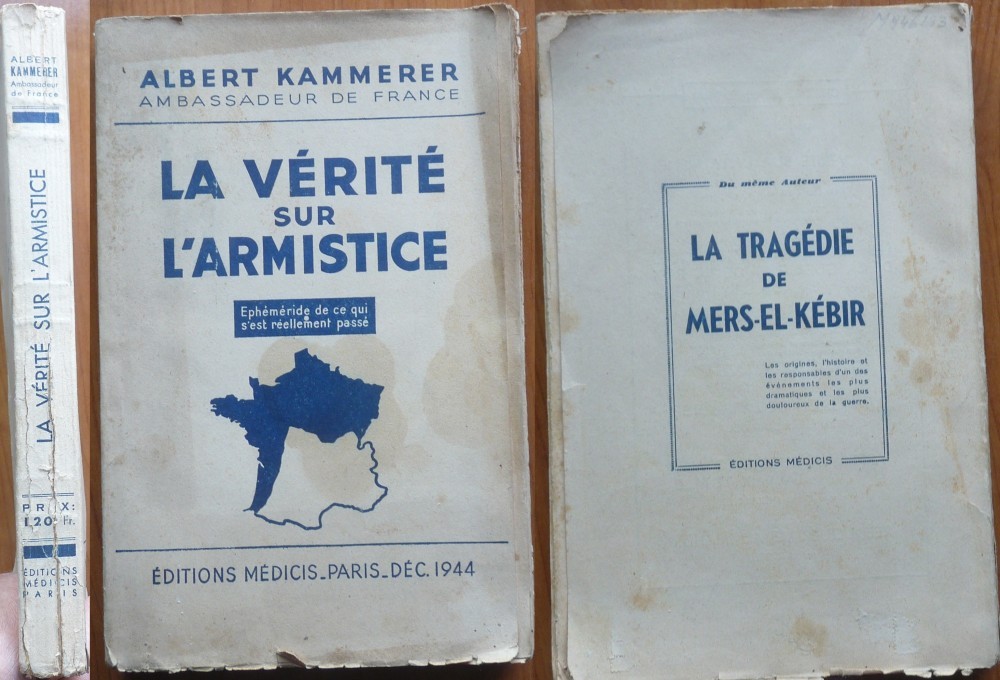 ALBERT
KAMMERER
Ambassadeur
de France
LA VÉRITÉ SUR L'ARMISTICE
PRIX:
120 Fr.
ÉDITIONS
MÉDICIS
PARIS
ALBERT KAMMERER
AMBASSADEUR DE FRANCE
LA VÉRITÉ
SUR
L'ARMISTICE
Ephéméride de ce qui
s'est réellement passé
ÉDITIONS MÉDICIS_PARIS_DÉC. 1944
Du même Auteur
LA TRAGÉDIE
DE
MERS-EL-KÉBIR
Les origines, l'histoire et
les responsables d'un des
événements les plus
dramatiques et les plus
douloureux de la guerre.
ÉDITIONS MÉDICIS